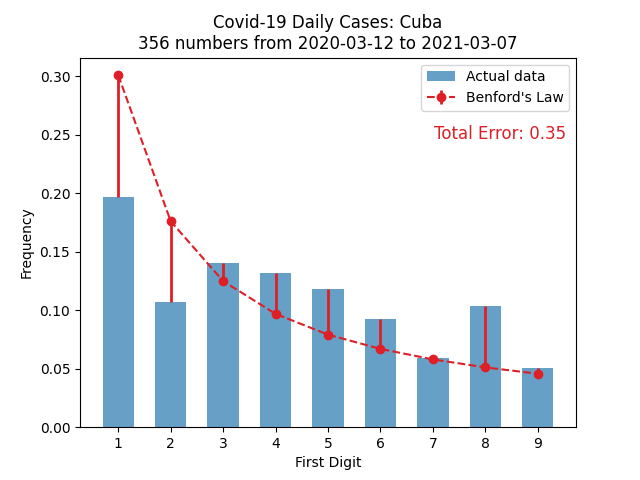 Covid-19 Daily Cases: Cuba
356 numbers from 2020-03-12 to 2021-03-07
Actual data
Benford's Law
Total Error: 0.35
Frequency
0.30
0.25
0.20
0.15
0.10
0.05
0.00
1 2 3 4 5 6 7 8 9
First Digit